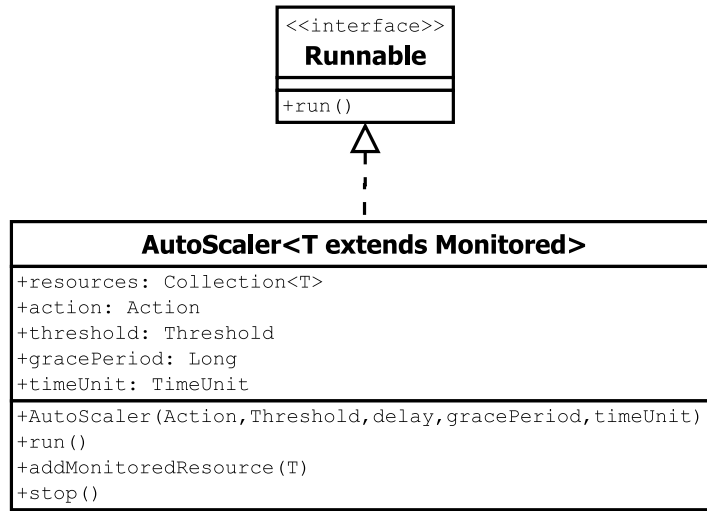 <<interface>>
Runnable
+run()
AutoScaler<T extends Monitored>
+resources: Collection<T>
+action: Action
+threshold: Threshold
+gracePeriod: Long
+timeUnit: TimeUnit
+AutoScaler(Action,Threshold,delay,gracePeriod,timeUnit)
+run()
+addMonitoredResource(T)
+stop()